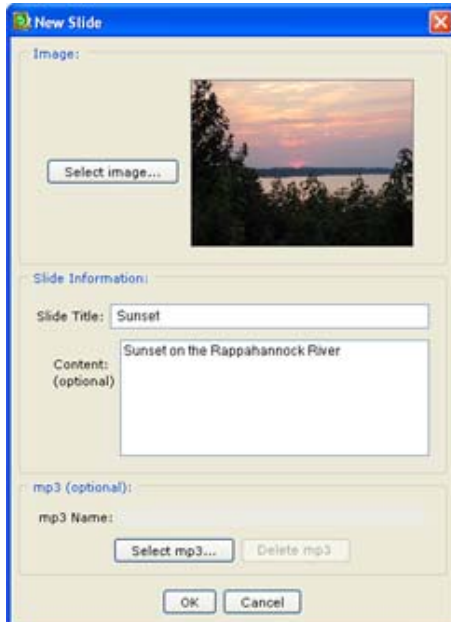 New Slide
Image:
Select image...
Slide Information:
Slide Title: Sunset
Content: Sunset on the Rappahannock River
(optional)
mp3 (optional):
mp3 Name:
Select mp3... Delete mp3
OK Cancel